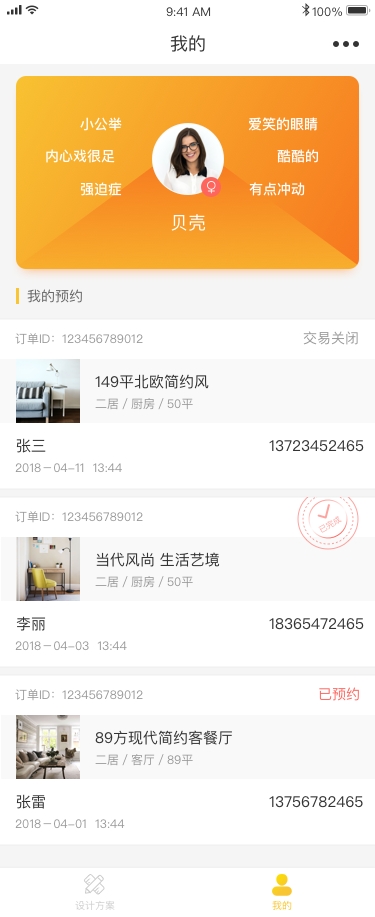 9:41 AM
100%
我的
小公举
爱笑的眼睛
内心戏很足
酷酷的
强迫症
有点冲动
贝壳
我的预约
订单ID：123456789012
交易关闭
149平北欧简约风
二居 / 厨房 / 50平
张三
13723452465
2018－04-11 13:44
订单ID：123456789012
已完成
当代风尚 生活艺境
二居 / 厨房 / 50平
李丽
18365472465
2018－04-03 13:44
订单ID：123456789012
已预约
89方现代简约客餐厅
二居 / 客厅 / 89平
张雷
13756782465
2018－04-01 13:44
设计方案
我的